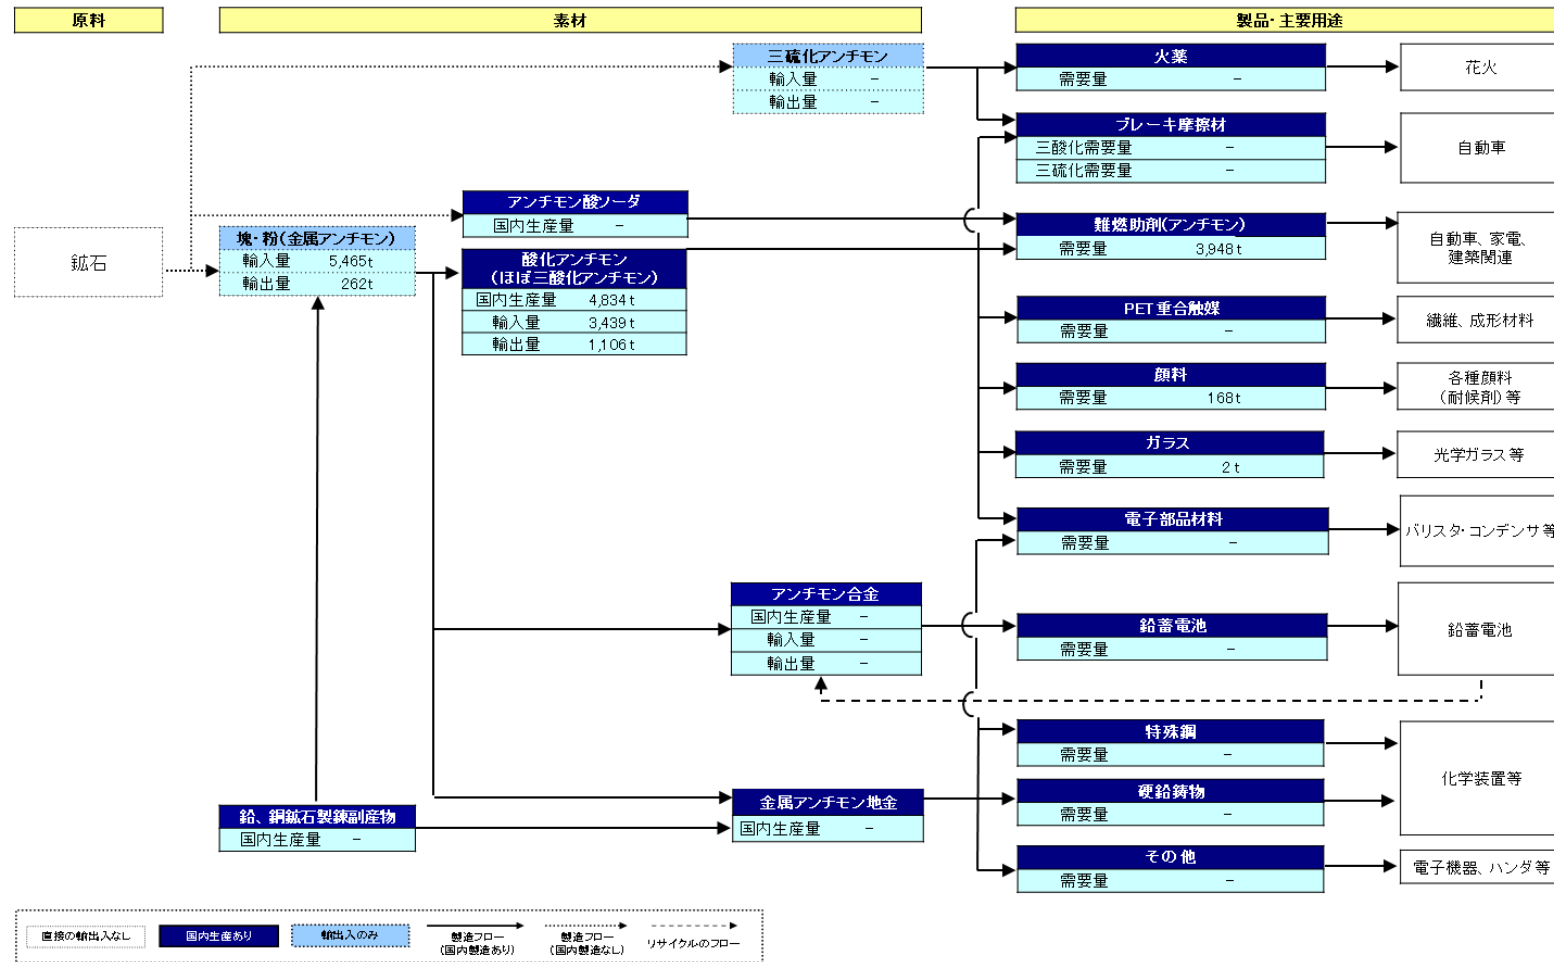 原料
素材
製品・主要用途
三硫化アンチモン
輸入量 －
輸出量 －
火薬
需要量 －
花火
ブレーキ摩擦材
三酸化需要量 －
三硫化需要量 －
自動車
アンチモン酸ソーダ
国内生産量 －
難燃助剤(アンチモン)
需要量 3,948t
自動車、家電、
建築関連
鉱石
塊・粉(金属アンチモン)
輸入量 5,465t
輸出量 262t
酸化アンチモン
(ほぼ三酸化アンチモン)
国内生産量 4,834t
輸入量 3,439t
輸出量 1,106t
PET重合触媒
需要量 －
繊維、成形材料
顔料
需要量 168t
各種顔料
(耐候剤)等
ガラス
需要量 2t
光学ガラス等
電子部品材料
需要量 －
バリスタ・コンデンサ等
アンチモン合金
国内生産量 －
輸入量 －
輸出量 －
鉛蓄電池
需要量 －
鉛蓄電池
特殊鋼
需要量 －
化学装置等
鉛、銅鉱石製錬副産物
国内生産量 －
金属アンチモン地金
国内生産量 －
硬鉛鋳物
需要量 －
その他
需要量 －
電子機器、ハンダ等
直接の輸出入なし
国内生産あり
輸出入のみ
製造フロー
(国内製造あり)
製造フロー
(国内製造なし)
リサイクルのフロー